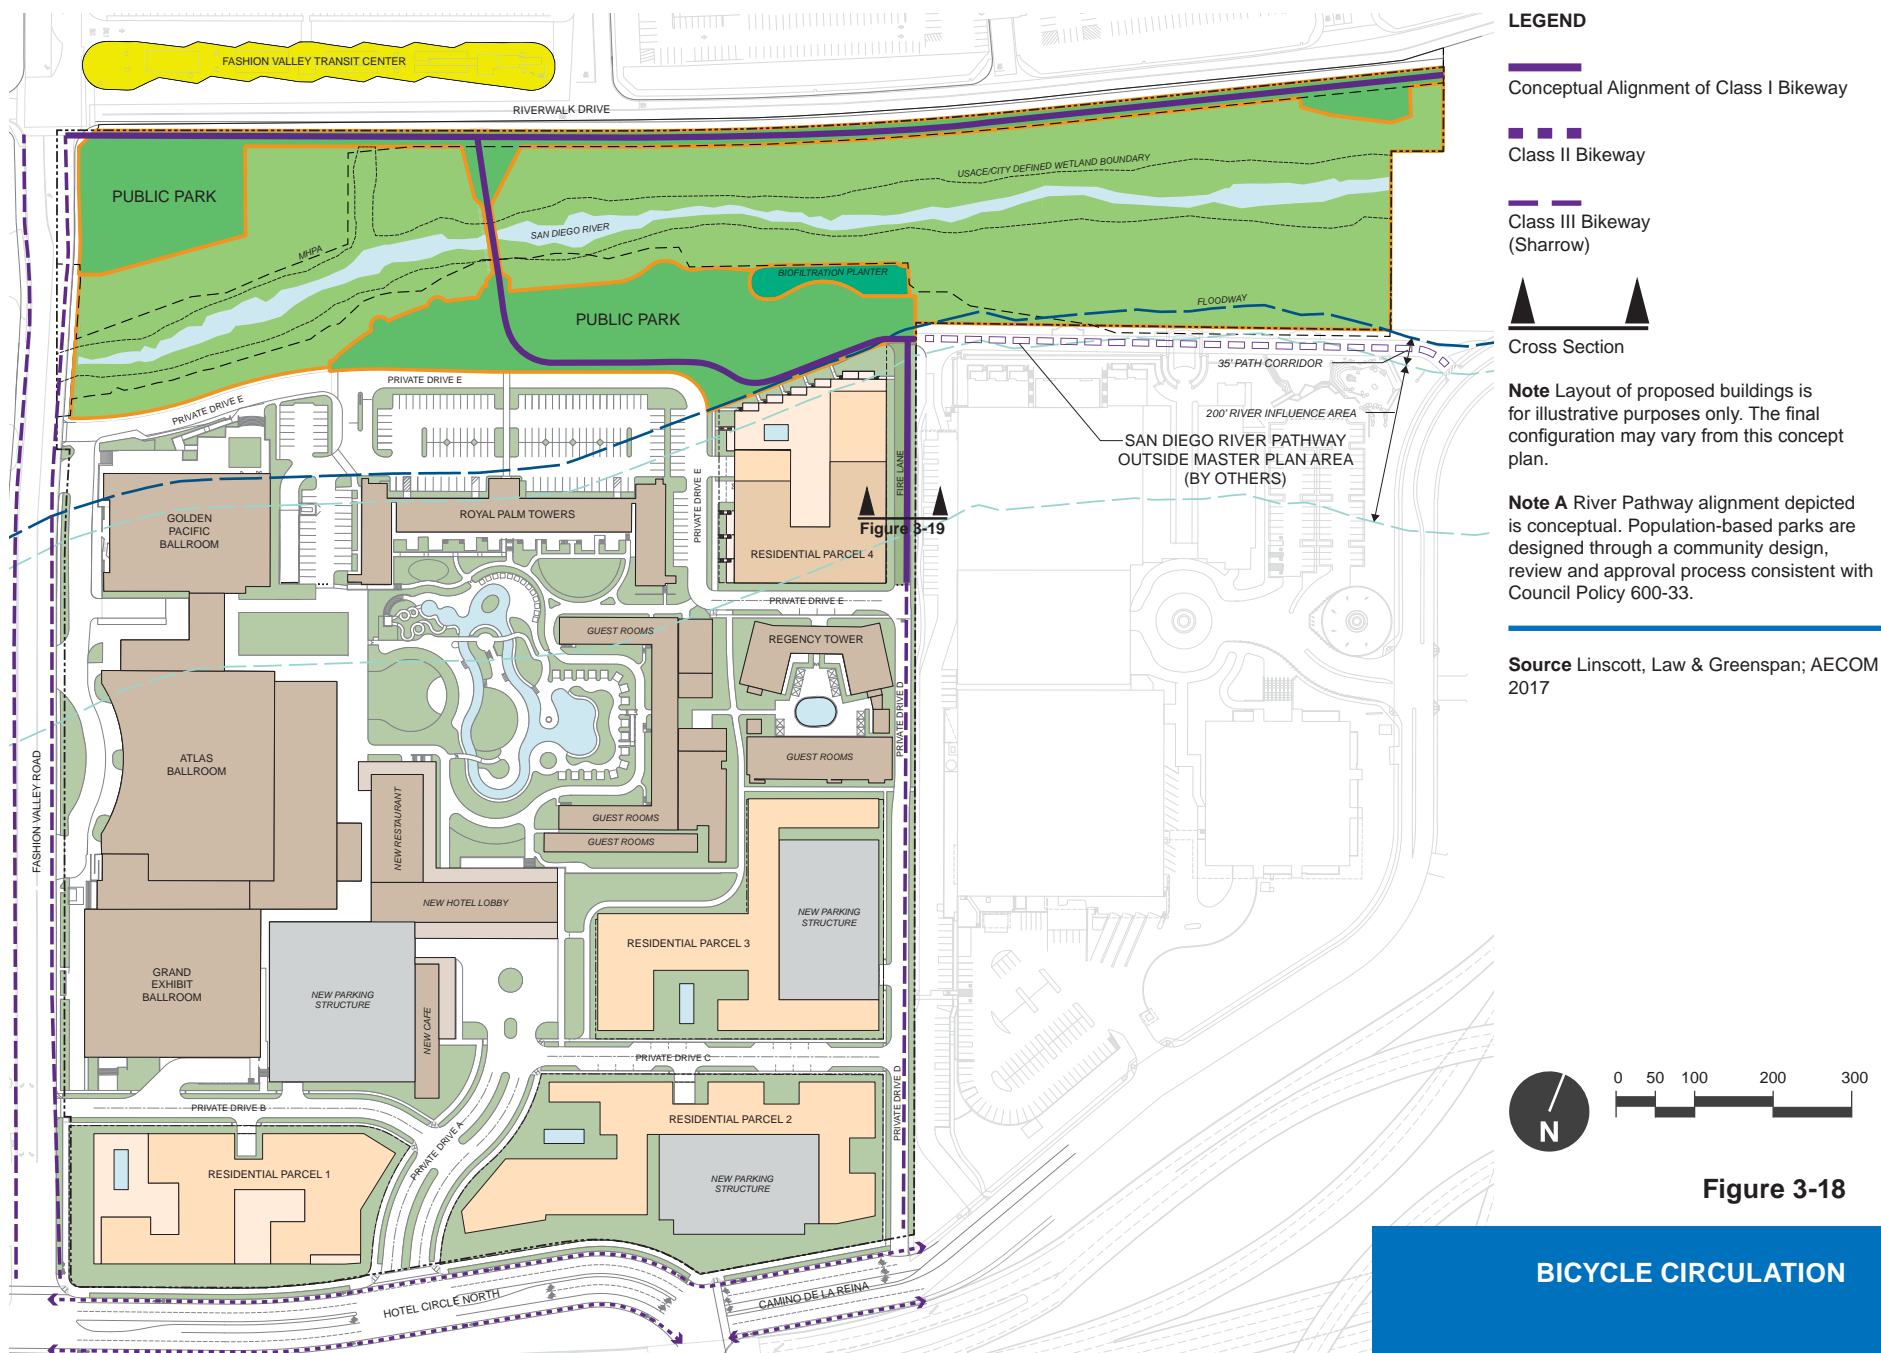 FASHION VALLEY TRANSIT CENTER
RIVERWALK DRIVE
PUBLIC PARK
MHPA
SAN DIEGO RIVER
USACE/CITY DEFINED WETLAND BOUNDARY
BIOFILTRATION PLANTER
PUBLIC PARK
FLOODWAY
35' PATH CORRIDOR
200' RIVER INFLUENCE AREA
SAN DIEGO RIVER PATHWAY
OUTSIDE MASTER PLAN AREA
(BY OTHERS)
PRIVATE DRIVE E
PRIVATE DRIVE E
PRIVATE DRIVE E
FIRE LANE
GOLDEN
PACIFIC
BALLROOM
ROYAL PALM TOWERS
RESIDENTIAL PARCEL 4
Figure 3-19
PRIVATE DRIVE E
GUEST ROOMS
REGENCY TOWER
PRIVATE DRIVE D
GUEST ROOMS
FASHION VALLEY ROAD
ATLAS
BALLROOM
NEW RESTAURANT
GUEST ROOMS
GUEST ROOMS
NEW HOTEL LOBBY
NEW PARKING
STRUCTURE
RESIDENTIAL PARCEL 3
GRAND
EXHIBIT
BALLROOM
NEW PARKING
STRUCTURE
NEW CAFE
PRIVATE DRIVE C
PRIVATE DRIVE B
PRIVATE DRIVE A
PRIVATE DRIVE D
RESIDENTIAL PARCEL 2
RESIDENTIAL PARCEL 1
NEW PARKING
STRUCTURE
HOTEL CIRCLE NORTH
CAMINO DE LA REINA
LEGEND
Conceptual Alignment of Class I Bikeway
Class II Bikeway
Class III Bikeway
(Sharrow)
Cross Section
Note Layout of proposed buildings is
for illustrative purposes only. The final
configuration may vary from this concept
plan.
Note A River Pathway alignment depicted
is conceptual. Population-based parks are
designed through a community design,
review and approval process consistent with
Council Policy 600-33.
Source Linscott, Law & Greenspan; AECOM
2017
0 50 100 200 300
N
Figure 3-18
BICYCLE CIRCULATION